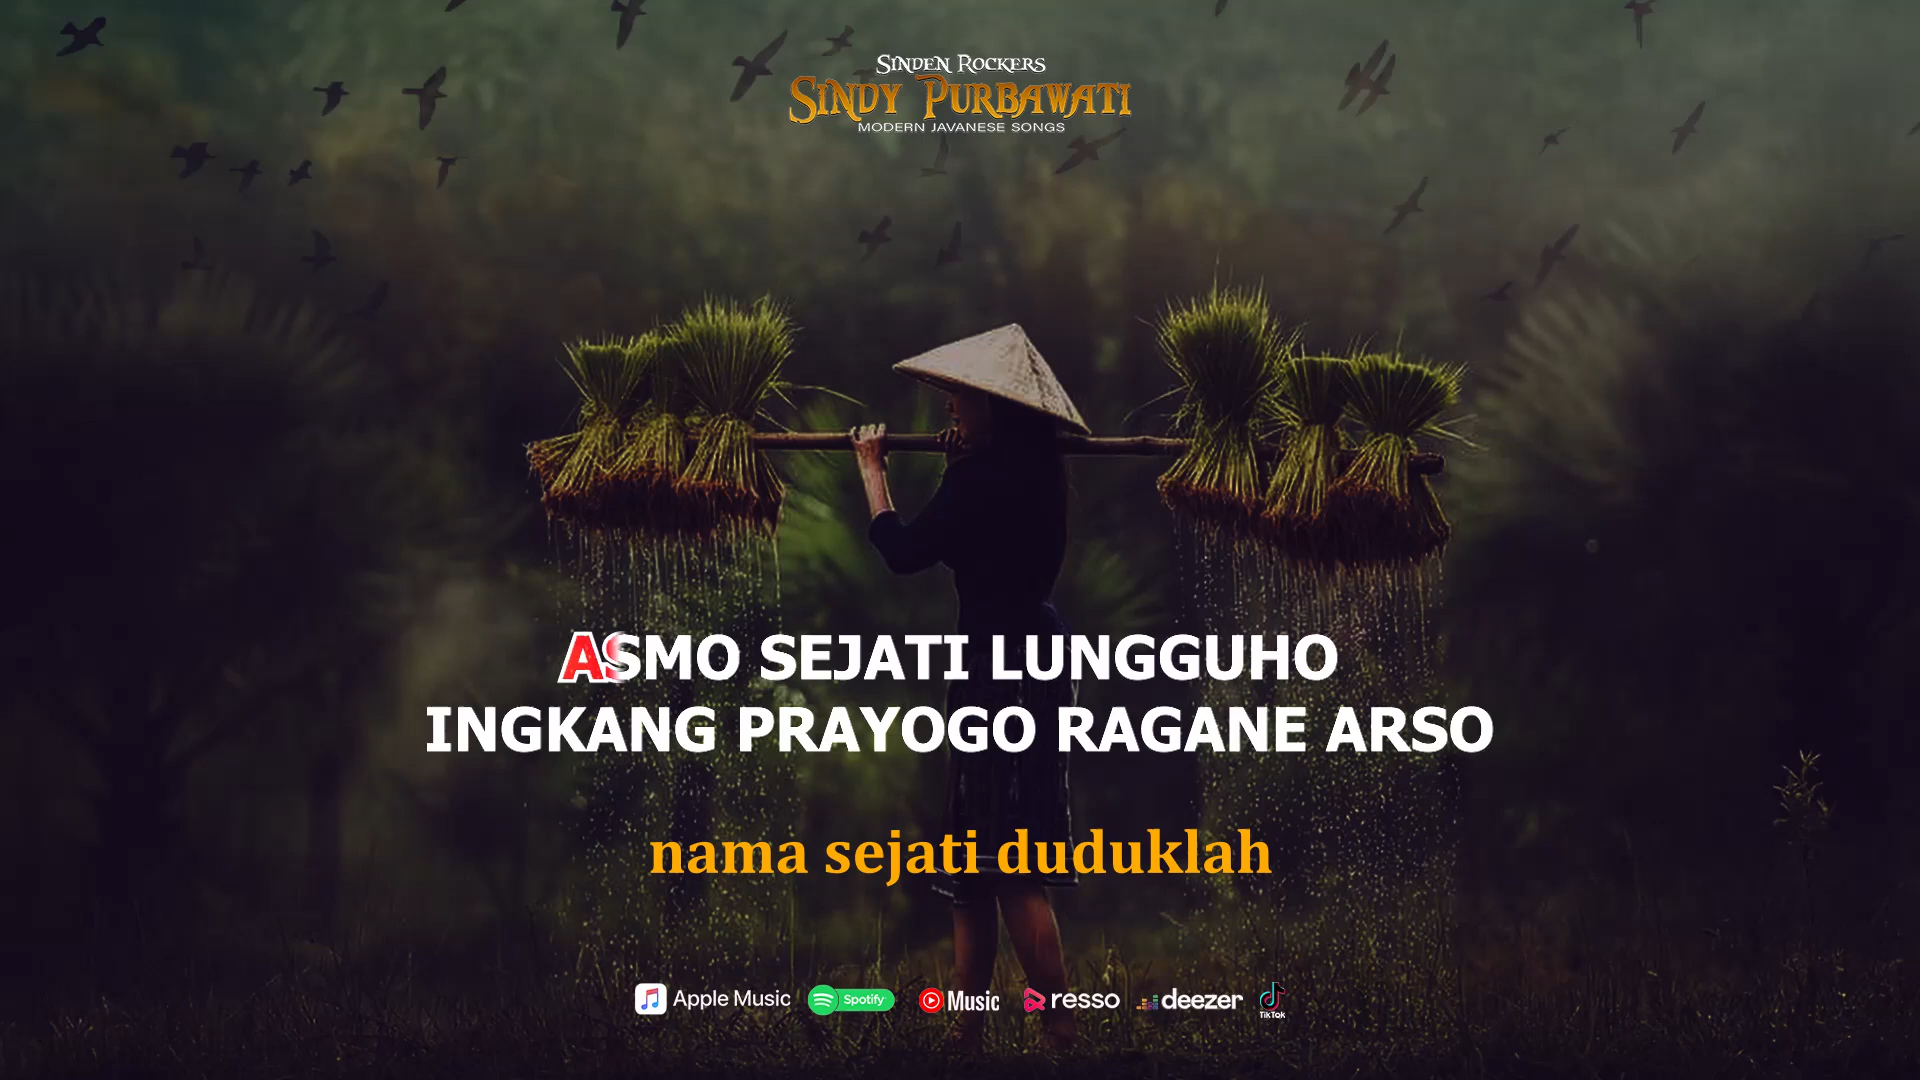 SINDEN ROCKERS
SINDY PURBAWATI
MODERN JAVANESE SONGS
ASMO SEJATI LUNGGUHO
INGKANG PRAYOGO RAGANE ARSO
nama sejati duduklah
Apple Music Spotify Music resso deezer TikTok